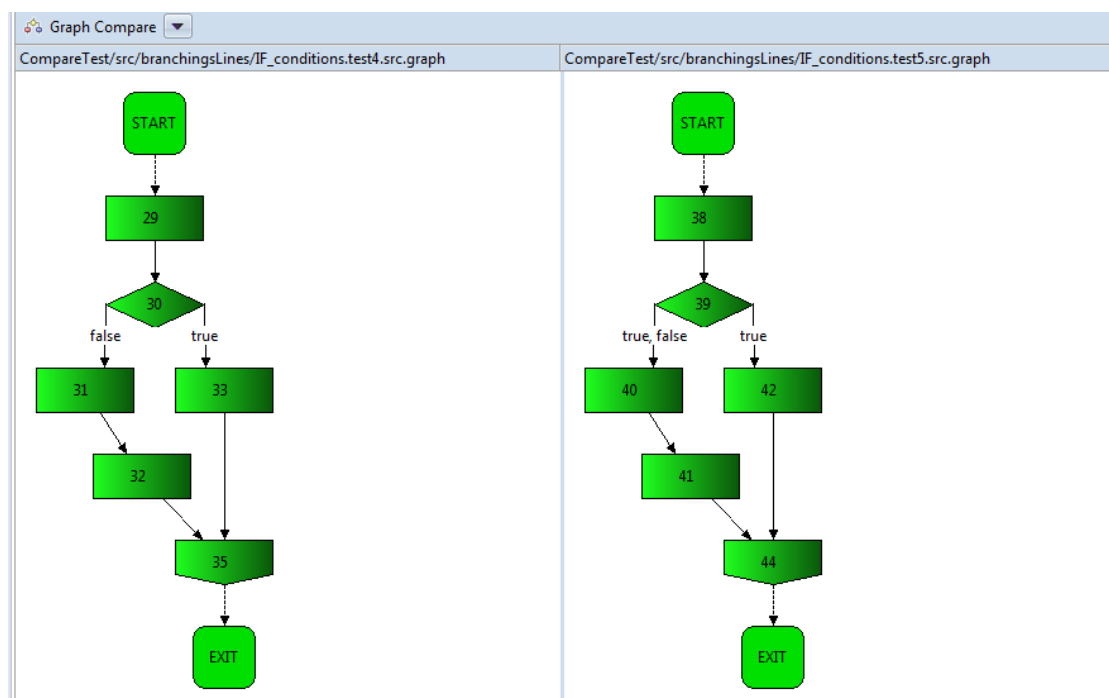 Graph Compare
CompareTest/src/branchingsLines/IF_conditions.test4.src.graph
CompareTest/src/branchingsLines/IF_conditions.test5.src.graph
START
29
30
false true
31 33
32
35
EXIT
START
38
39
true, false true
40 42
41
44
EXIT